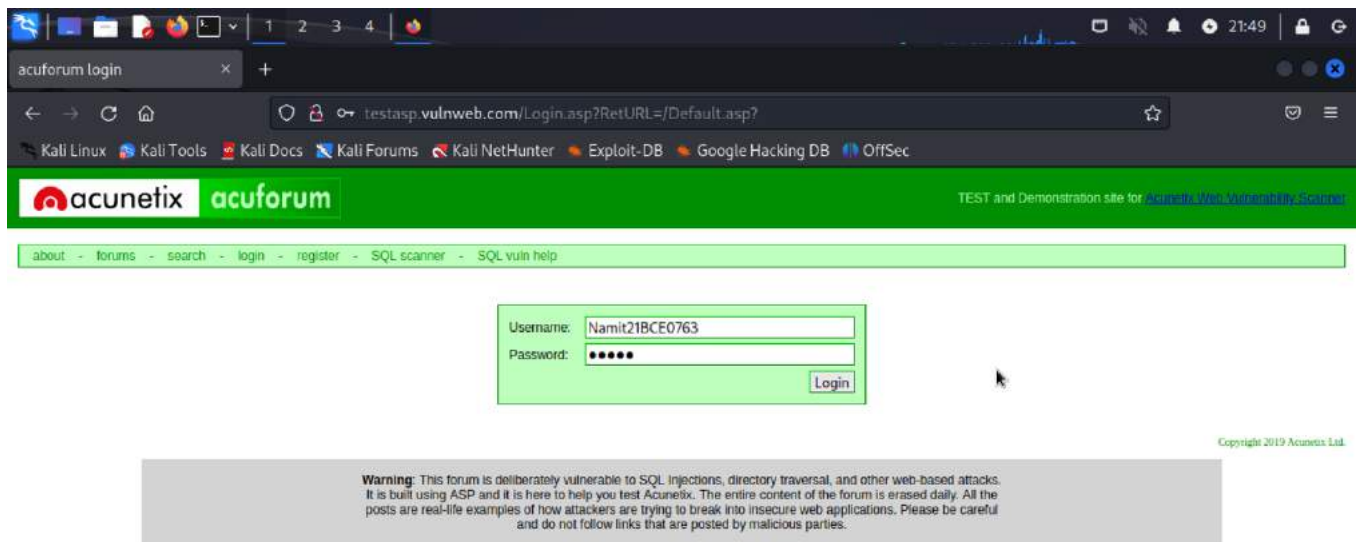 1 2 3 4 21:49
acuforum login
testasp.vulnweb.com/Login.asp?RetURL=/Default.asp?
Kali Linux Kali Tools Kali Docs Kali Forums Kali NetHunter Exploit-DB Google Hacking DB OffSec
acunetix acuforum TEST and Demonstration site for Acunetix Web Vulnerability Scanner
about - forums - search - login - register - SQL scanner - SQL vuln help
Username: Namit21BCE0763
Password: •••••
Login
Copyright 2019 Acunetix Ltd.
Warning: This forum is deliberately vulnerable to SQL Injections, directory traversal, and other web-based attacks.
It is built using ASP and it is here to help you test Acunetix. The entire content of the forum is erased daily. All the
posts are real-life examples of how attackers are trying to break into insecure web applications. Please be careful
and do not follow links that are posted by malicious parties.